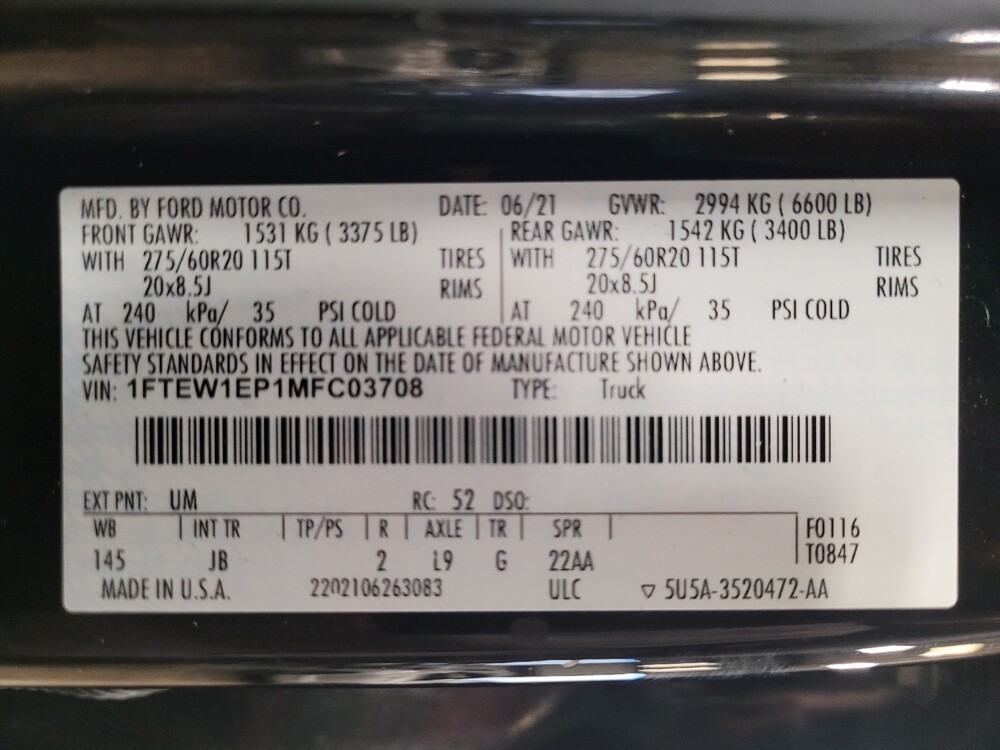 MFD. BY FORD MOTOR CO. DATE: 06/21 GVWR: 2994 KG ( 6600 LB)
FRONT GAWR: 1531 KG ( 3375 LB) REAR GAWR: 1542 KG ( 3400 LB)
WITH 275/60R20 115T TIRES WITH 275/60R20 115T TIRES
20x8.5J RIMS 20x8.5J RIMS
AT 240 kPa/ 35 PSI COLD AT 240 kPa/ 35 PSI COLD
THIS VEHICLE CONFORMS TO ALL APPLICABLE FEDERAL MOTOR VEHICLE
SAFETY STANDARDS IN EFFECT ON THE DATE OF MANUFACTURE SHOWN ABOVE.
VIN: 1FTEW1EP1MFC03708 TYPE: Truck
EXT PNT: UM RC: 52 DSO:
WB INT TR TP/PS R AXLE TR SPR F0116
145 JB 2 L9 G 22AA T0847
MADE IN U.S.A. 2202106263083 ULC ▽ 5U5A-3520472-AA